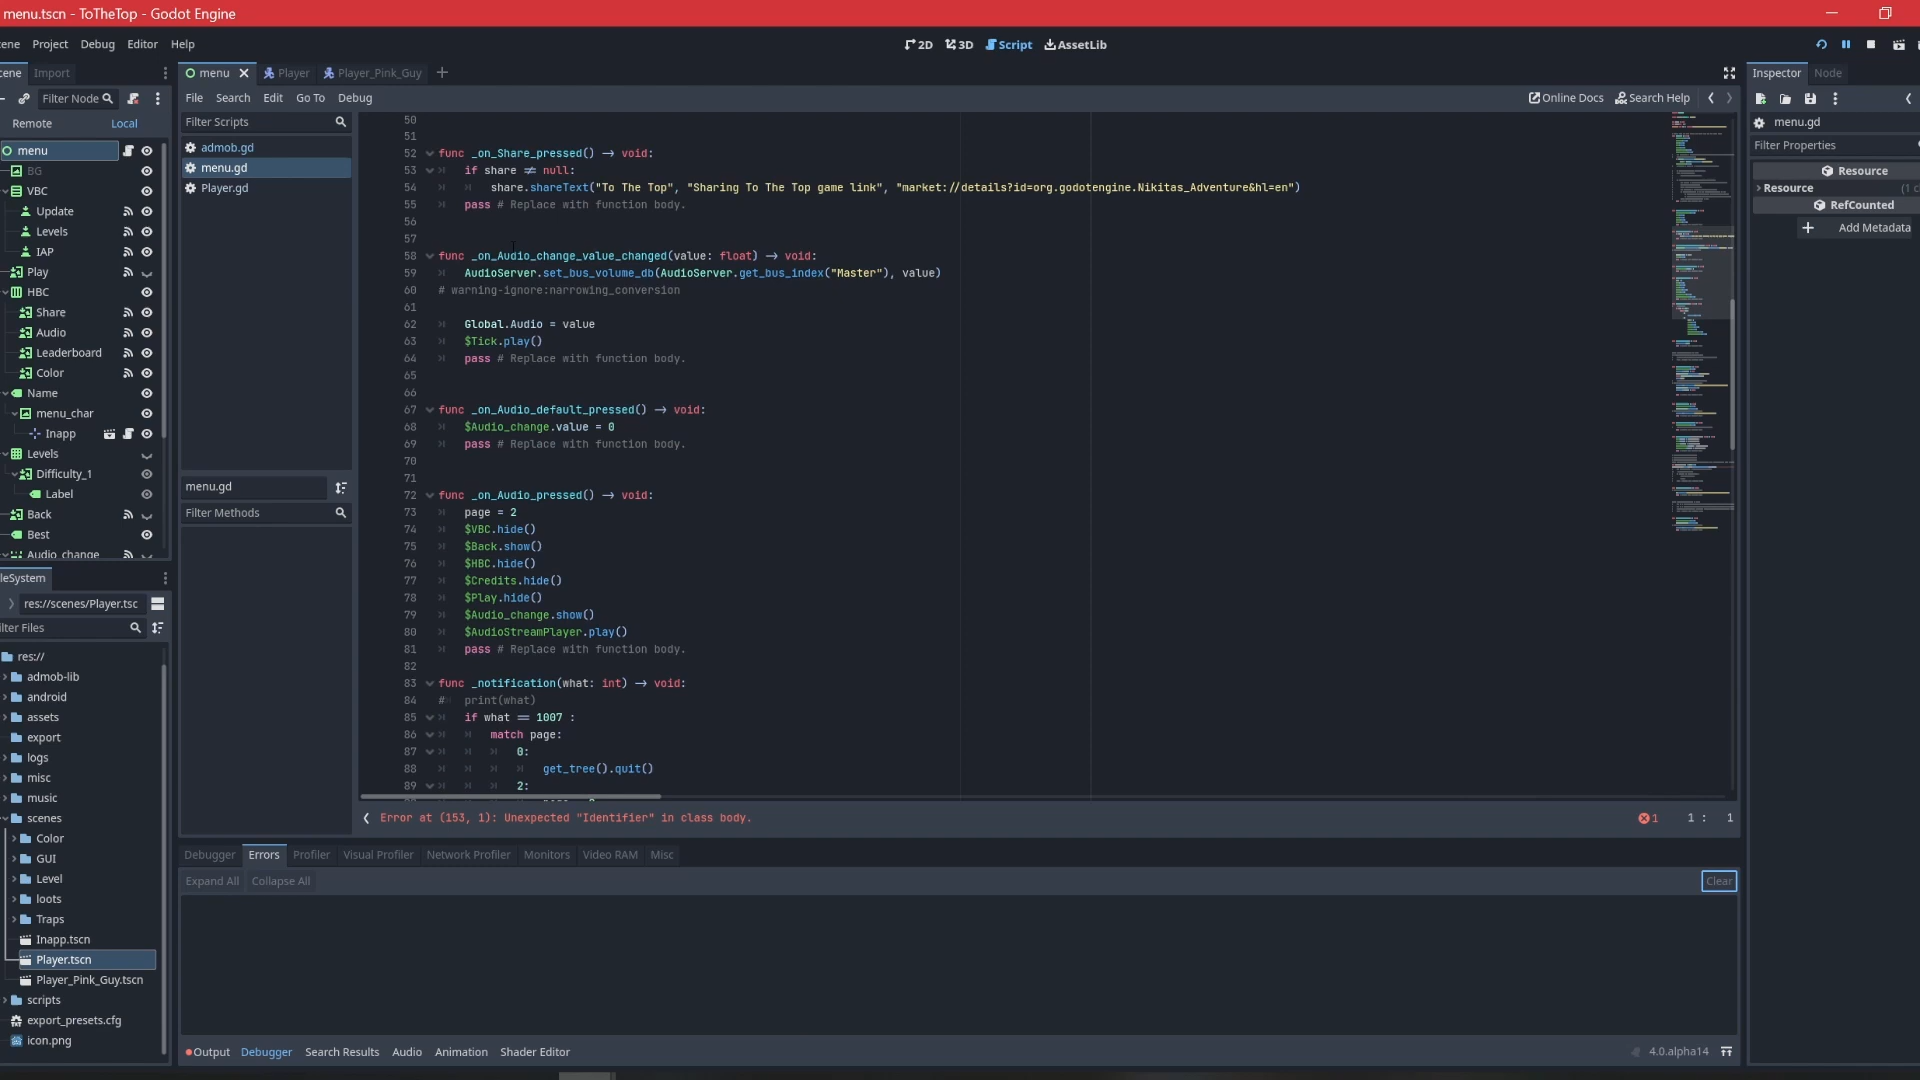 menu.tscn - ToTheTop - Godot Engine
ene Project Debug Editor Help
2D 3D Script AssetLib
cene Import
menu Player Player_Pink_Guy
Inspector Node
Filter Node
File Search Edit Go To Debug
Online Docs Search Help
Remote Local
Filter Scripts
menu.gd
Filter Properties
admob.gd
menu.gd
Player.gd
Resource
Resource
RefCounted
Add Metadata
menu
BG
VBC
Update
Levels
IAP
Play
HBC
Share
Audio
Leaderboard
Color
Name
menu_char
Inapp
Levels
Difficulty_1
Label
Back
Best
Audio_change
menu.gd
Filter Methods
50
51
52 func _on_Share_pressed() → void:
53 if share ≠ null:
54 share.shareText("To The Top", "Sharing To The Top game link", "market://details?id=org.godotengine.Nikitas_Adventure&hl=en")
55 pass # Replace with function body.
56
57
58 func _on_Audio_change_value_changed(value: float) → void:
59 AudioServer.set_bus_volume_db(AudioServer.get_bus_index("Master"), value)
60 # warning-ignore:narrowing_conversion
61
62 Global.Audio = value
63 $Tick.play()
64 pass # Replace with function body.
65
66
67 func _on_Audio_default_pressed() → void:
68 $Audio_change.value = 0
69 pass # Replace with function body.
70
71
72 func _on_Audio_pressed() → void:
73 page = 2
74 $VBC.hide()
75 $Back.show()
76 $HBC.hide()
77 $Credits.hide()
78 $Play.hide()
79 $Audio_change.show()
80 $AudioStreamPlayer.play()
81 pass # Replace with function body.
82
83 func _notification(what: int) → void:
84 # print(what)
85 if what == 1007 :
86 match page:
87 0:
88 get_tree().quit()
89 2:
Error at (153, 1): Unexpected "Identifier" in class body.
1 1 : 1
leSystem
res://scenes/Player.tsc
ilter Files
res://
admob-lib
android
assets
export
logs
misc
music
scenes
Color
GUI
Level
loots
Traps
Inapp.tscn
Player.tscn
Player_Pink_Guy.tscn
scripts
export_presets.cfg
icon.png
Debugger Errors Profiler Visual Profiler Network Profiler Monitors Video RAM Misc
Expand All Collapse All
Clear
Output Debugger Search Results Audio Animation Shader Editor
4.0.alpha14